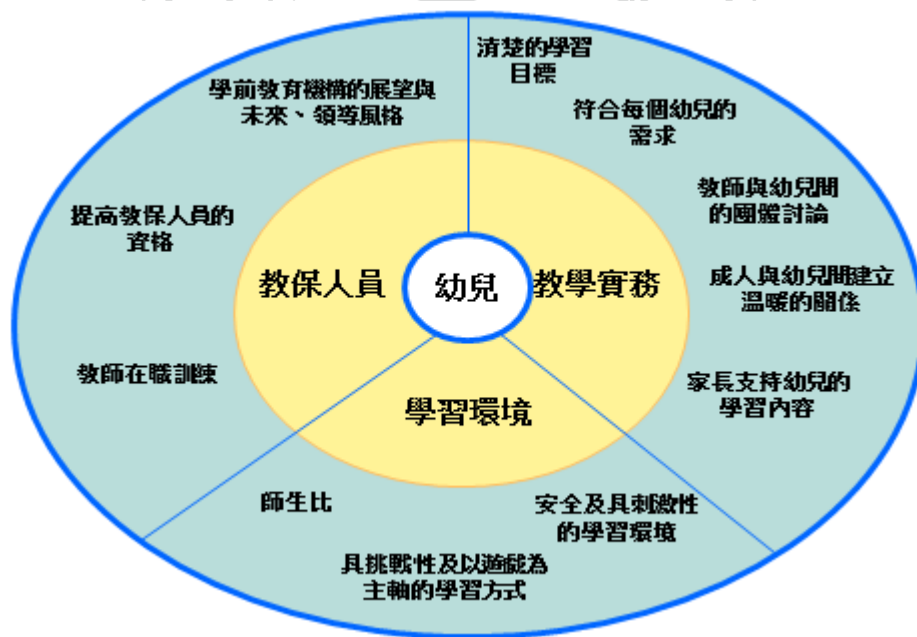 清楚的學習
目標
學前教育機構的展望與
未來、領導風格
符合每個幼兒的
需求
教師與幼兒間
的團體討論
提高教保人員的
資格
教保人員
幼兒
教學實務
成人與幼兒間建立
溫暖的關係
教師在職訓練
家長支持幼兒的
學習內容
學習環境
師生比
安全及具刺激性
的學習環境
具挑戰性及以遊戲為
主軸的學習方式